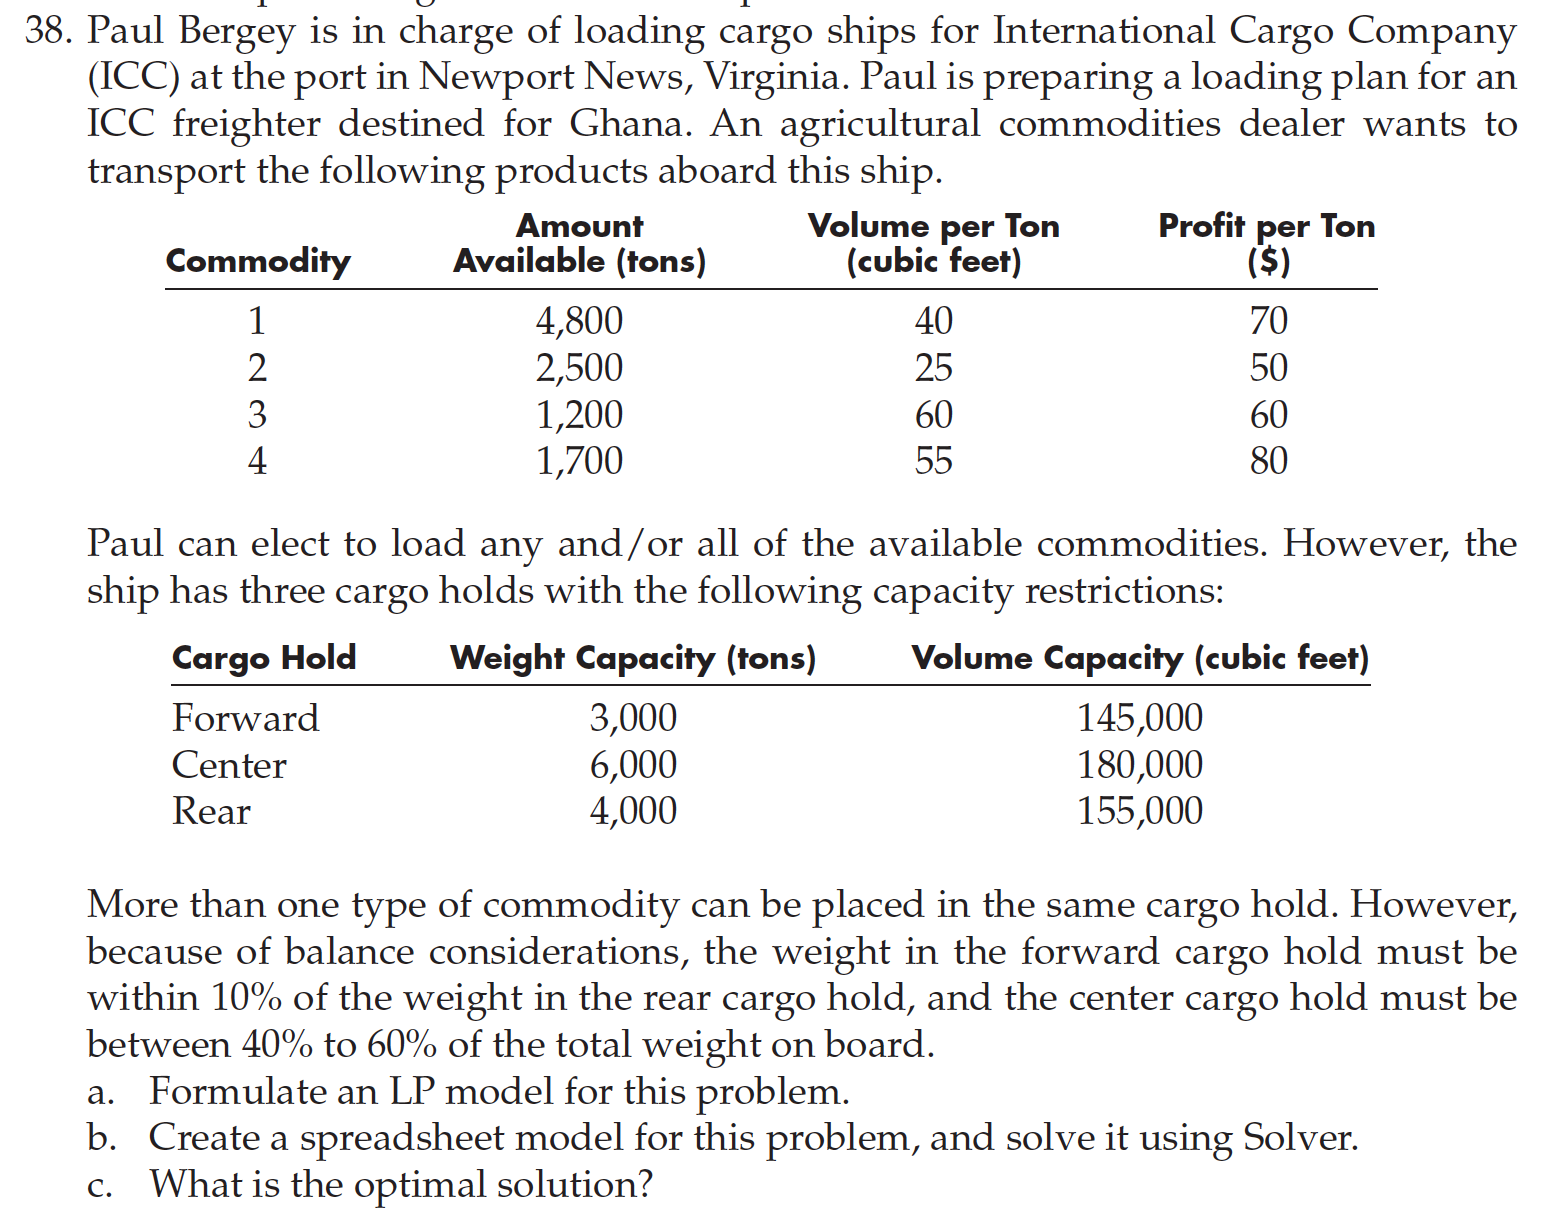 38. Paul Bergey is in charge of loading cargo ships for International Cargo Company
(ICC) at the port in Newport News, Virginia. Paul is preparing a loading plan for an
ICC freighter destined for Ghana. An agricultural commodities dealer wants to
transport the following products aboard this ship.
Commodity Amount Available (tons) Volume per Ton (cubic feet) Profit per Ton ($)
1 4,800 40 70
2 2,500 25 50
3 1,200 60 60
4 1,700 55 80
Paul can elect to load any and/or all of the available commodities. However, the
ship has three cargo holds with the following capacity restrictions:
Cargo Hold Weight Capacity (tons) Volume Capacity (cubic feet)
Forward 3,000 145,000
Center 6,000 180,000
Rear 4,000 155,000
More than one type of commodity can be placed in the same cargo hold. However,
because of balance considerations, the weight in the forward cargo hold must be
within 10% of the weight in the rear cargo hold, and the center cargo hold must be
between 40% to 60% of the total weight on board.
a. Formulate an LP model for this problem.
b. Create a spreadsheet model for this problem, and solve it using Solver.
c. What is the optimal solution?